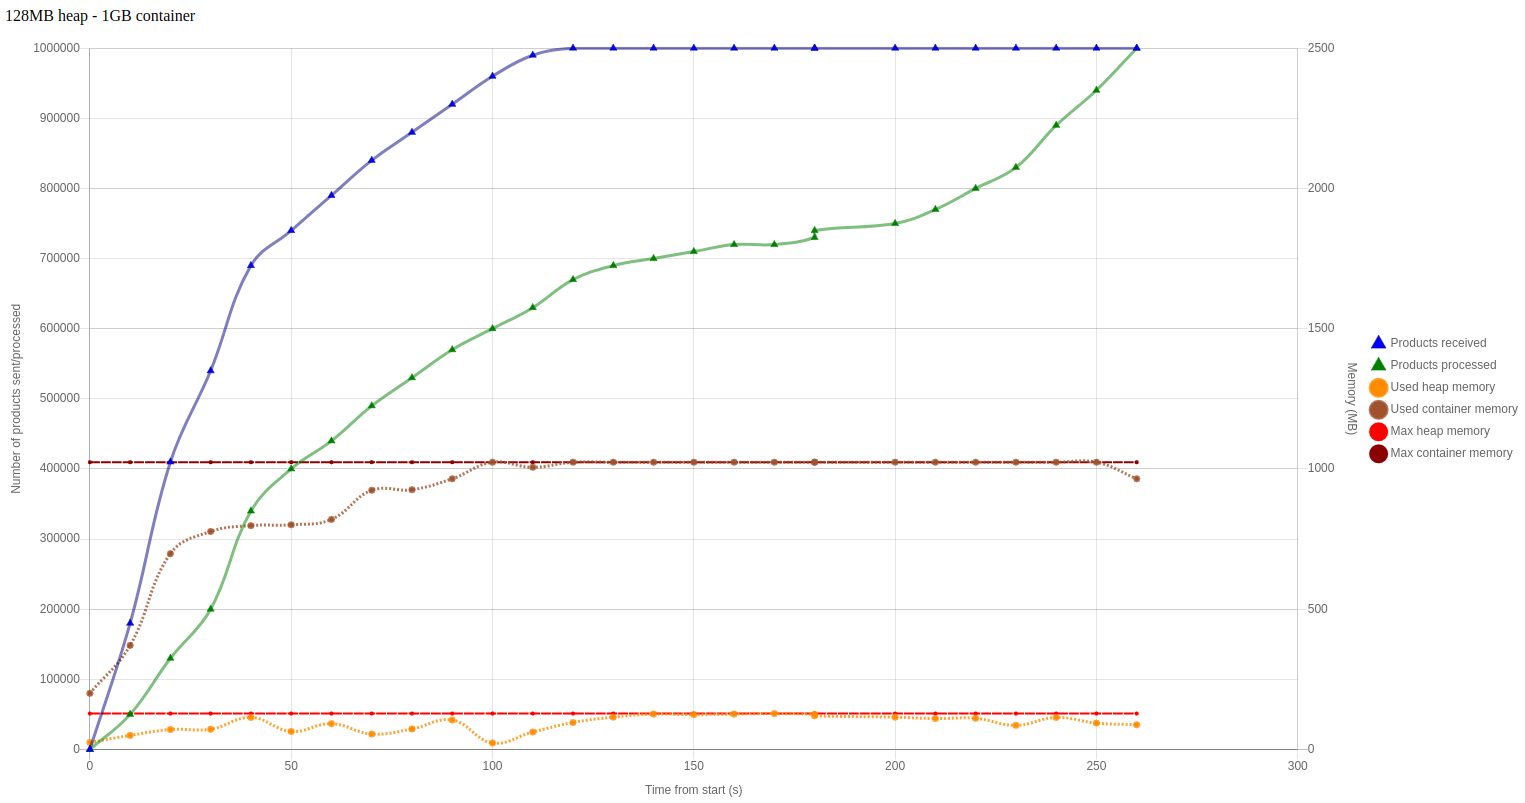 128MB heap - 1GB container
1000000
900000
800000
700000
600000
500000
400000
300000
200000
100000
0
Number of products sent/processed
0
50
100
150
200
250
300
Time from start (s)
2500
2000
1500
1000
500
0
Memory (MB)
Products received
Products processed
Used heap memory
Used container memory
Max heap memory
Max container memory